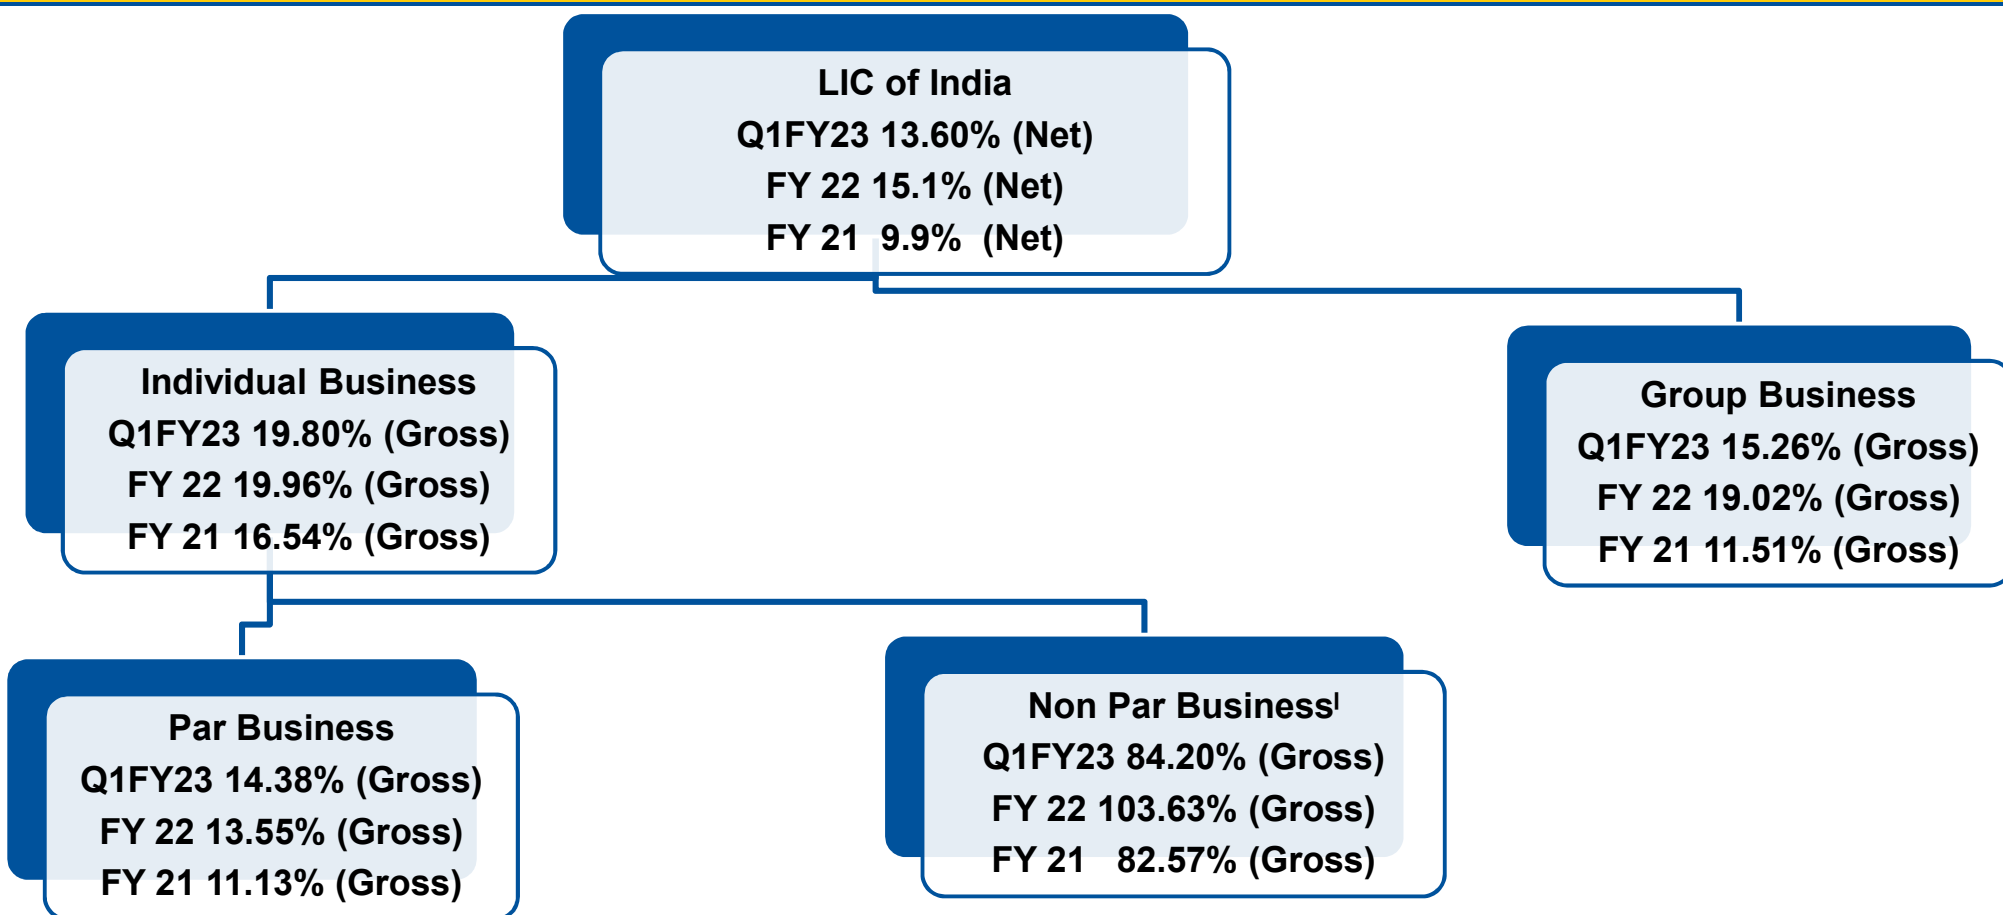 LIC of India
Q1FY23 13.60% (Net)
FY 22 15.1% (Net)
FY 21 9.9% (Net)
Individual Business
Q1FY23 19.80% (Gross)
FY 22 19.96% (Gross)
FY 21 16.54% (Gross)
Group Business
Q1FY23 15.26% (Gross)
FY 22 19.02% (Gross)
FY 21 11.51% (Gross)
Par Business
Q1FY23 14.38% (Gross)
FY 22 13.55% (Gross)
FY 21 11.13% (Gross)
Non Par Businessˡ
Q1FY23 84.20% (Gross)
FY 22 103.63% (Gross)
FY 21 82.57% (Gross)